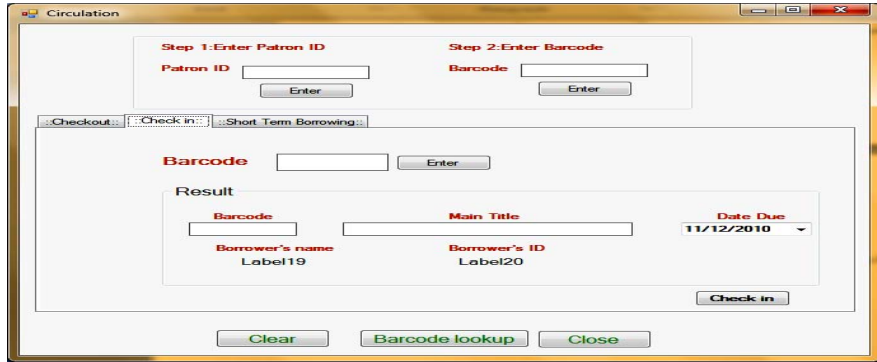 Circulation
Step 1:Enter Patron ID
Step 2:Enter Barcode
Patron ID
Barcode
Enter
Enter
::Checkout::
::Check in::
::Short Term Borrowing::
Barcode
Enter
Result
Barcode
Main Title
Date Due
11/12/2010
Borrower's name
Borrower's ID
Label19
Label20
Check in
Clear
Barcode lookup
Close